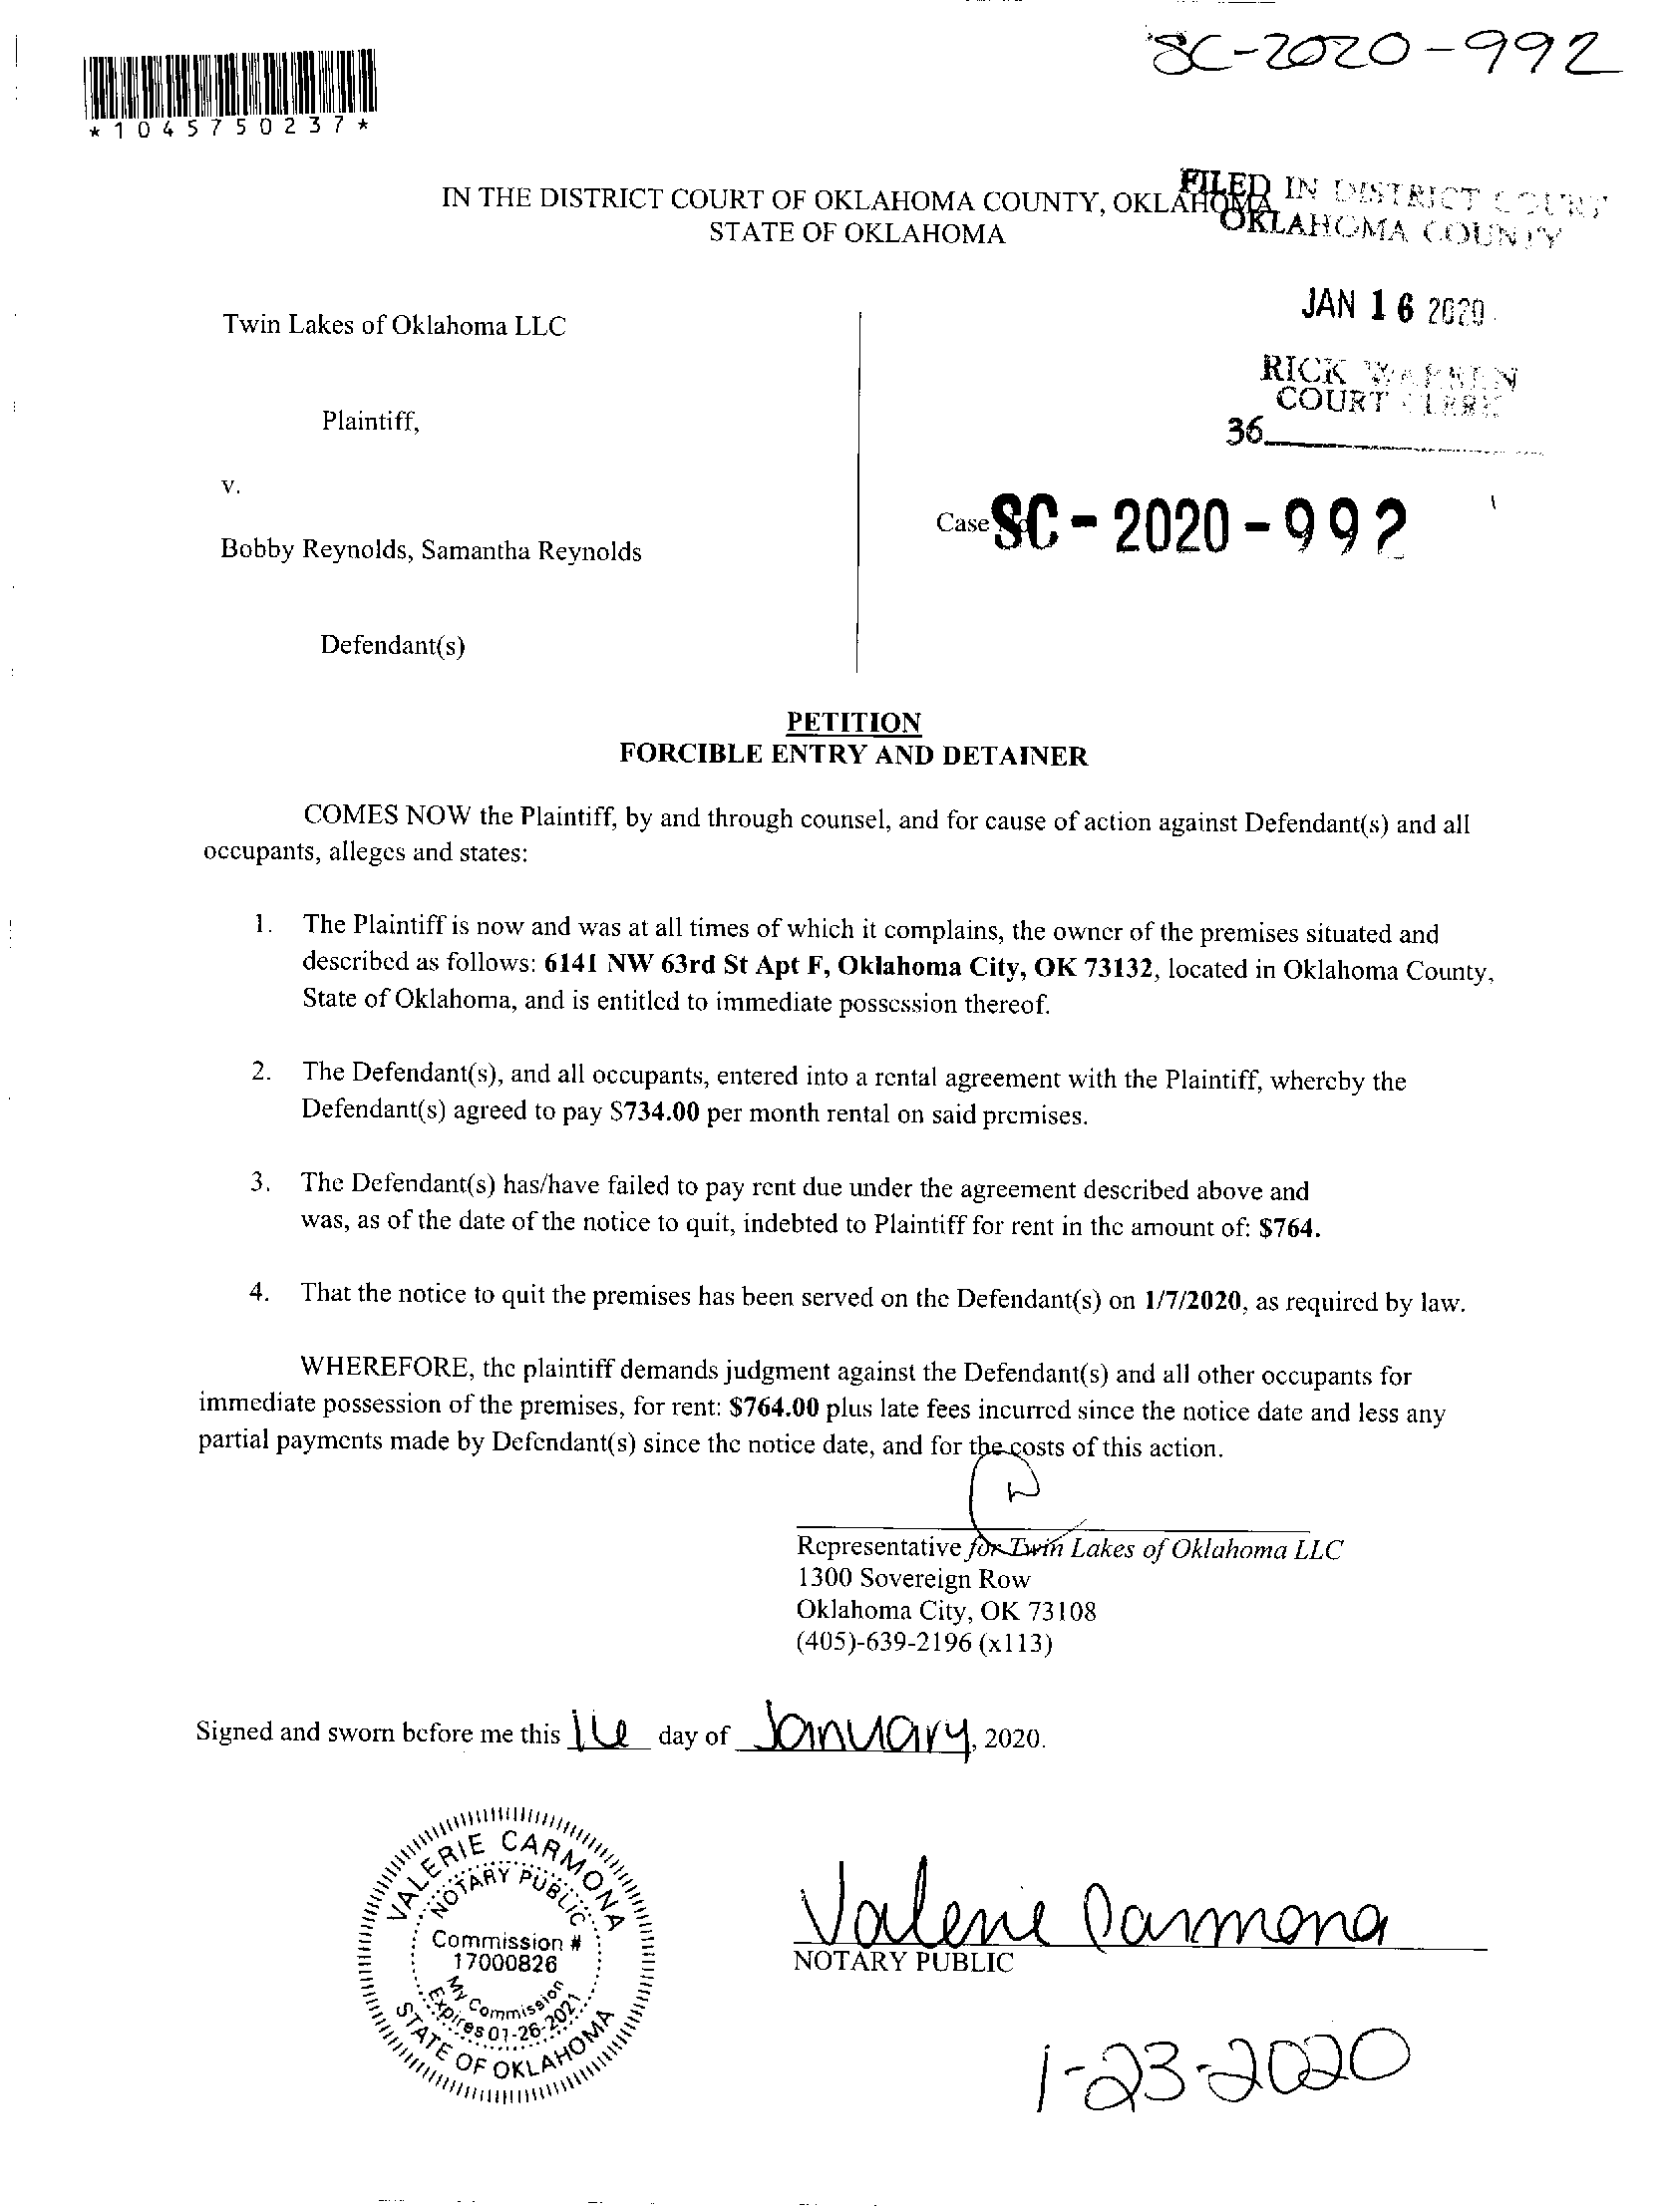 SC-2020-992
*1045750237*
IN THE DISTRICT COURT OF OKLAHOMA COUNTY, OKLAHOMA
STATE OF OKLAHOMA
FILED IN DISTRICT COURT
OKLAHOMA COUNTY
JAN 16 2020
RICK WARREN
COURT CLERK
36
Twin Lakes of Oklahoma LLC
Plaintiff,
v.
Bobby Reynolds, Samantha Reynolds
Defendant(s)
Case No
SC-2020-992
PETITION
FORCIBLE ENTRY AND DETAINER
COMES NOW the Plaintiff, by and through counsel, and for cause of action against Defendant(s) and all
occupants, alleges and states:
1. The Plaintiff is now and was at all times of which it complains, the owner of the premises situated and
described as follows: 6141 NW 63rd St Apt F, Oklahoma City, OK 73132, located in Oklahoma County,
State of Oklahoma, and is entitled to immediate possession thereof.
2. The Defendant(s), and all occupants, entered into a rental agreement with the Plaintiff, whereby the
Defendant(s) agreed to pay $734.00 per month rental on said premises.
3. The Defendant(s) has/have failed to pay rent due under the agreement described above and
was, as of the date of the notice to quit, indebted to Plaintiff for rent in the amount of: $764.
4. That the notice to quit the premises has been served on the Defendant(s) on 1/7/2020, as required by law.
WHEREFORE, the plaintiff demands judgment against the Defendant(s) and all other occupants for
immediate possession of the premises, for rent: $764.00 plus late fees incurred since the notice date and less any
partial payments made by Defendant(s) since the notice date, and for the costs of this action.
Representative for Twin Lakes of Oklahoma LLC
1300 Sovereign Row
Oklahoma City, OK 73108
(405)-639-2196 (x113)
Signed and sworn before me this 16 day of January, 2020.
VALERIE CARMONA
NOTARY PUBLIC
Commission #
17000826
My Commission
Expires 01-26-2021
STATE OF OKLAHOMA
Valerie Carmona
NOTARY PUBLIC
1-23-2020